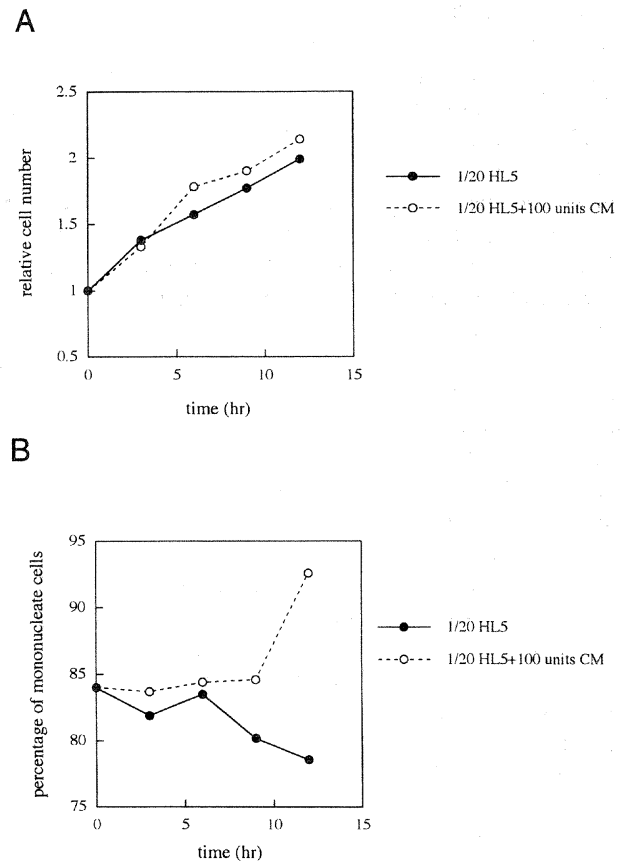 A
2.5
2
1.5
1
0.5
0 5 10 15
relative cell number
time (hr)
1/20 HL5
1/20 HL5+100 units CM
B
95
90
85
80
75
0 5 10 15
percentage of mononucleate cells
time (hr)
1/20 HL5
1/20 HL5+100 units CM